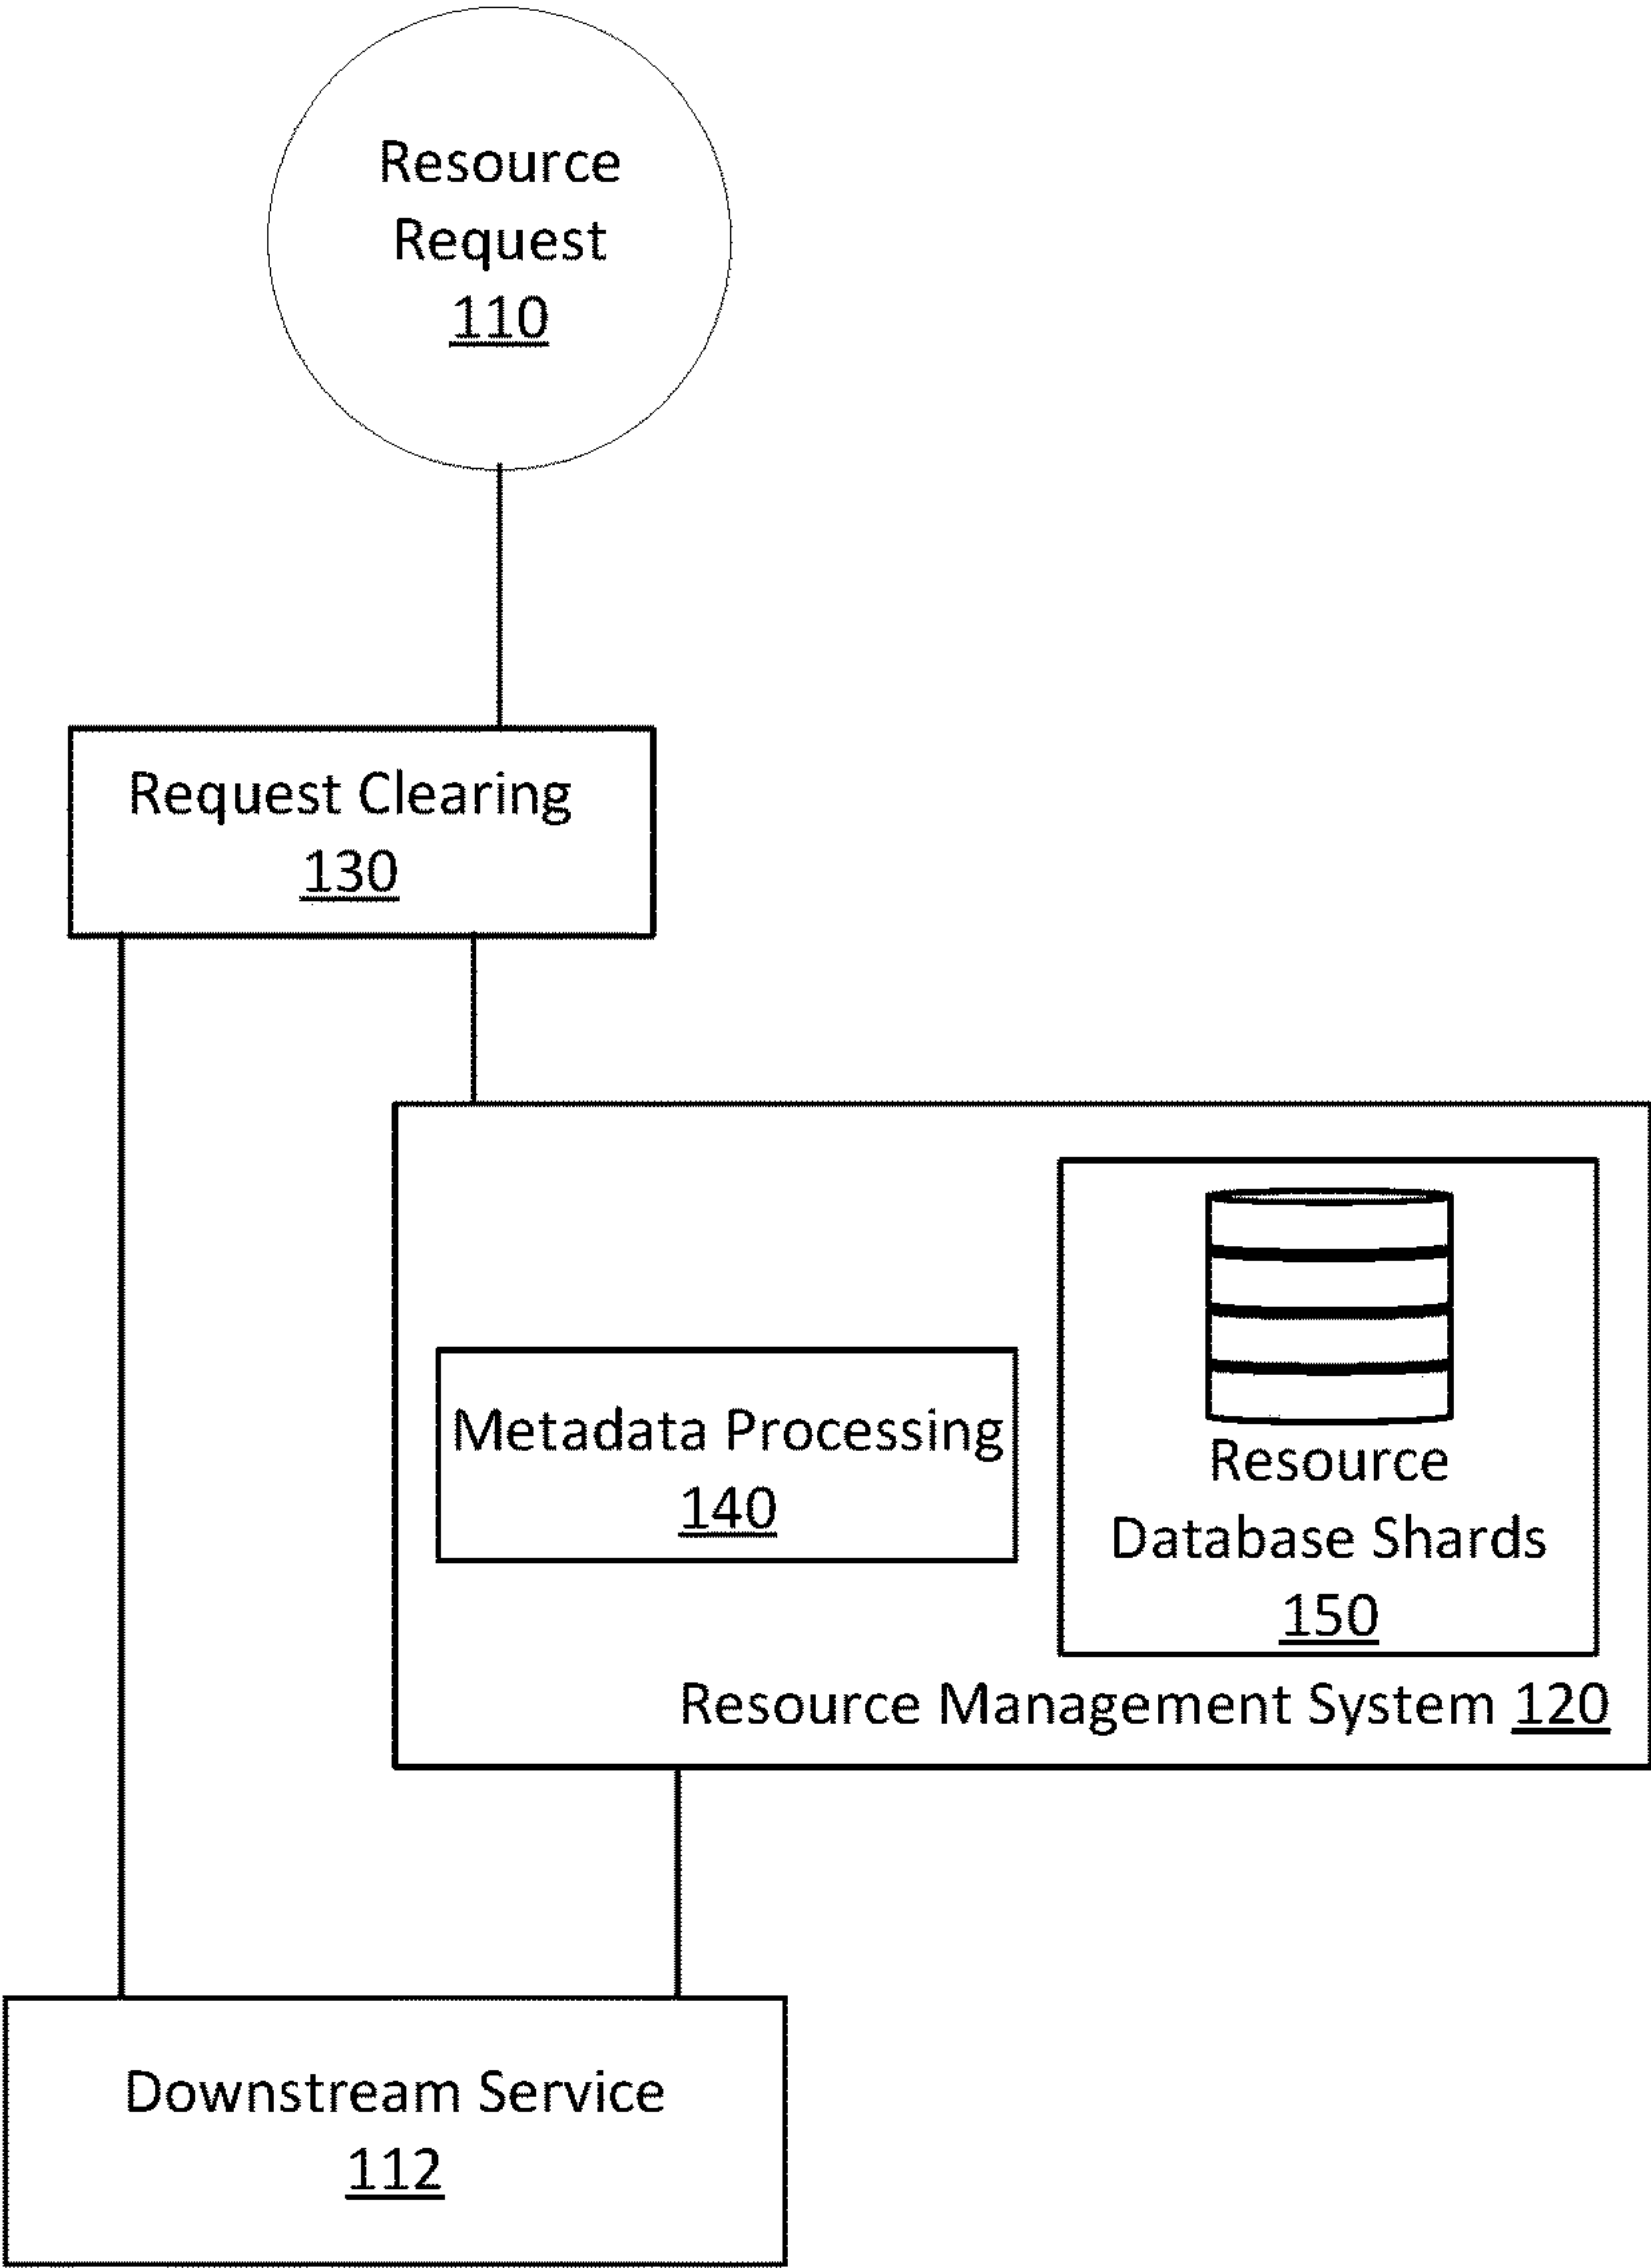 Resource
Request
110
Request Clearing
130
Metadata Processing
140
Resource
Database Shards
150
Resource Management System 120
Downstream Service
112